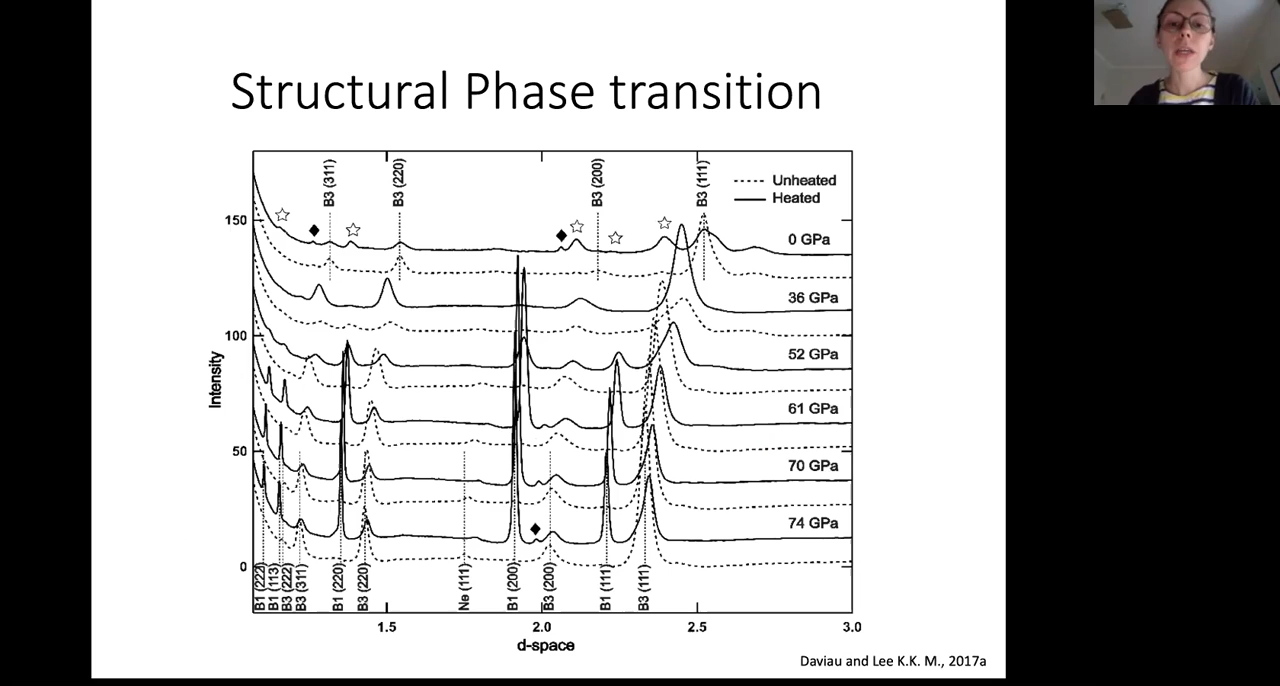 Structural Phase transition
B3 (311)
B3 (220)
B3 (200)
B3 (111)
Unheated
Heated
150
100
50
0
Intensity
0 GPa
36 GPa
52 GPa
61 GPa
70 GPa
74 GPa
B1 (222)
B1 (113)
B3 (222)
B3 (311)
B1 (220)
B3 (220)
Ne (111)
B1 (200)
B3 (200)
B1 (111)
B3 (111)
1.5
2.0
2.5
3.0
d-space
Daviau and Lee K.K. M., 2017a